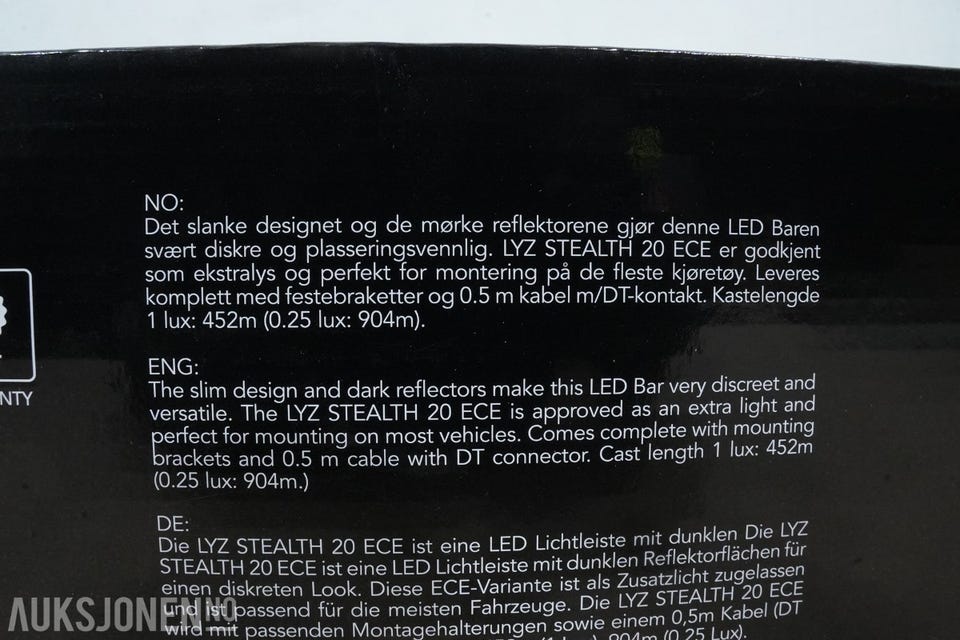 NO:
Det slanke designet og de mørke reflektorene gjør denne LED Baren
svært diskre og plasseringsvennlig. LYZ STEALTH 20 ECE er godkjent
som ekstralys og perfekt for montering på de fleste kjøretøy. Leveres
komplett med festebraketter og 0.5 m kabel m/DT-kontakt. Kastelengde
1 lux: 452m (0.25 lux: 904m).
NTY
ENG:
The slim design and dark reflectors make this LED Bar very discreet and
versatile. The LYZ STEALTH 20 ECE is approved as an extra light and
perfect for mounting on most vehicles. Comes complete with mounting
brackets and 0.5 m cable with DT connector. Cast length 1 lux: 452m
(0.25 lux: 904m.)
DE:
Die LYZ STEALTH 20 ECE ist eine LED Lichtleiste mit dunklen Die LYZ
STEALTH 20 ECE ist eine LED Lichtleiste mit dunklen Reflektorflächen für
einen diskreten Look. Diese ECE-Variante ist als Zusatzlicht zugelassen
und ist passend für die meisten Fahrzeuge. Die LYZ STEALTH 20 ECE
wird mit passenden Montagehalterungen sowie einem 0,5m Kabel (DT
904m (0.25 Lux).
AUKSJONEN.NO